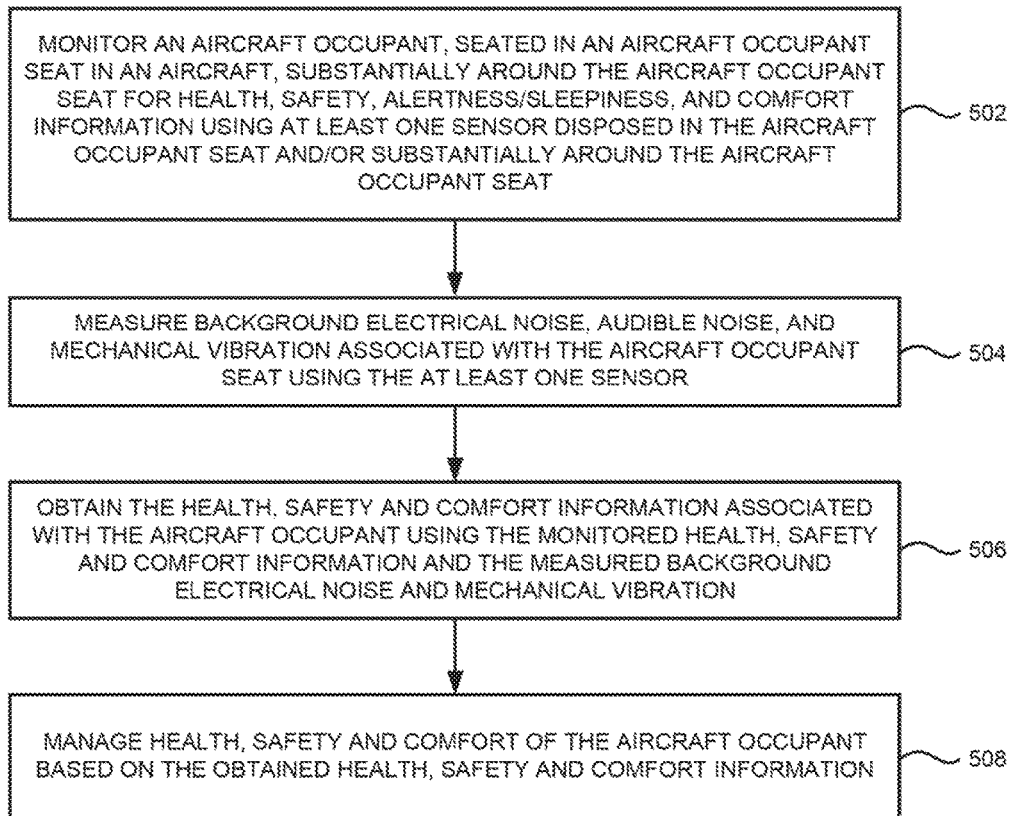 MONITOR AN AIRCRAFT OCCUPANT, SEATED IN AN AIRCRAFT OCCUPANT
SEAT IN AN AIRCRAFT, SUBSTANTIALLY AROUND THE AIRCRAFT OCCUPANT
SEAT FOR HEALTH, SAFETY, ALERTNESS/SLEEPINESS, AND COMFORT
INFORMATION USING AT LEAST ONE SENSOR DISPOSED IN THE AIRCRAFT
OCCUPANT SEAT AND/OR SUBSTANTIALLY AROUND THE AIRCRAFT
OCCUPANT SEAT
502
MEASURE BACKGROUND ELECTRICAL NOISE, AUDIBLE NOISE, AND
MECHANICAL VIBRATION ASSOCIATED WITH THE AIRCRAFT OCCUPANT
SEAT USING THE AT LEAST ONE SENSOR
504
OBTAIN THE HEALTH, SAFETY AND COMFORT INFORMATION ASSOCIATED
WITH THE AIRCRAFT OCCUPANT USING THE MONITORED HEALTH, SAFETY
AND COMFORT INFORMATION AND THE MEASURED BACKGROUND
ELECTRICAL NOISE AND MECHANICAL VIBRATION
506
MANAGE HEALTH, SAFETY AND COMFORT OF THE AIRCRAFT OCCUPANT
BASED ON THE OBTAINED HEALTH, SAFETY AND COMFORT INFORMATION
508